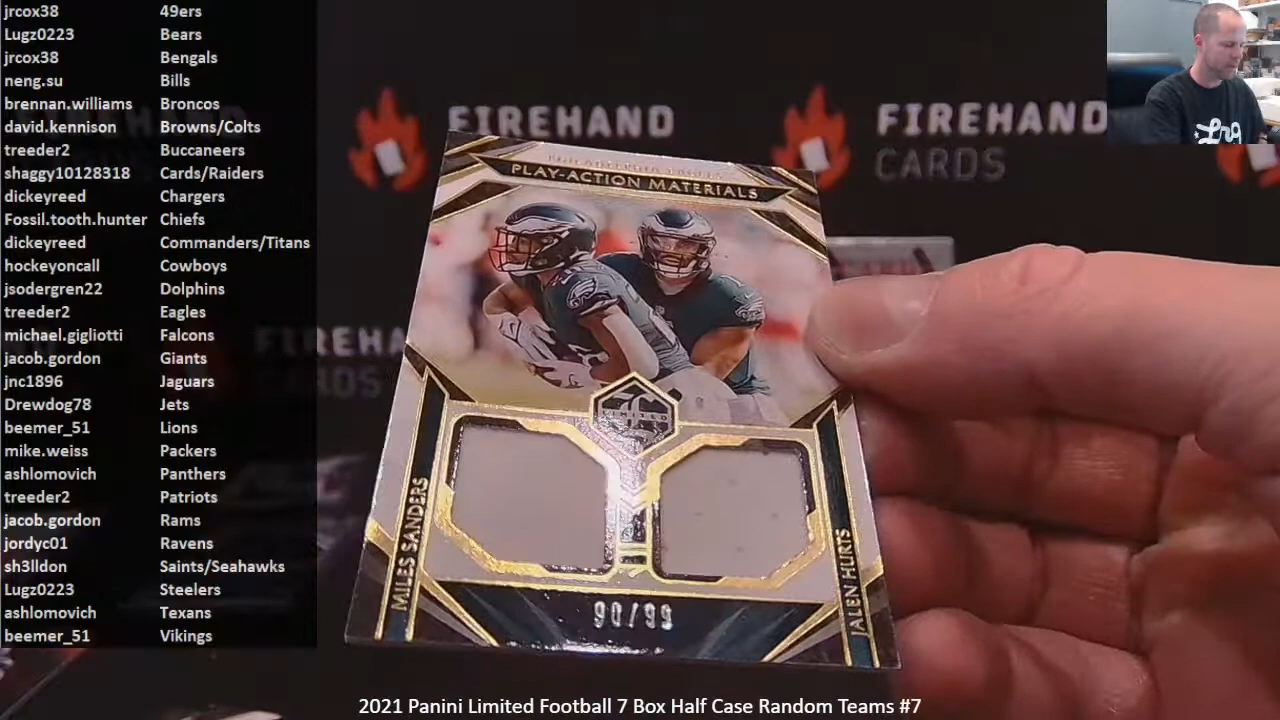 jrcox38 49ers
Lugz0223 Bears
jrcox38 Bengals
neng.su Bills
brennan.williams Broncos
david.kennison Browns/Colts
treeder2 Buccaneers
shaggy10128318 Cards/Raiders
dickeyreed Chargers
Fossil.tooth.hunter Chiefs
dickeyreed Commanders/Titans
hockeyoncall Cowboys
jsodergren22 Dolphins
treeder2 Eagles
michael.gigliotti Falcons
jacob.gordon Giants
jnc1896 Jaguars
Drewdog78 Jets
beemer_51 Lions
mike.weiss Packers
ashlomovich Panthers
treeder2 Patriots
jacob.gordon Rams
jordyc01 Ravens
sh3lldon Saints/Seahawks
Lugz0223 Steelers
ashlomovich Texans
beemer_51 Vikings
FIREHAND
FIREHAND
CARDS
PHILADELPHIA EAGLES
PLAY-ACTION MATERIALS
LIMITED
MILES SANDERS
JALEN HURTS
90/99
2021 Panini Limited Football 7 Box Half Case Random Teams #7